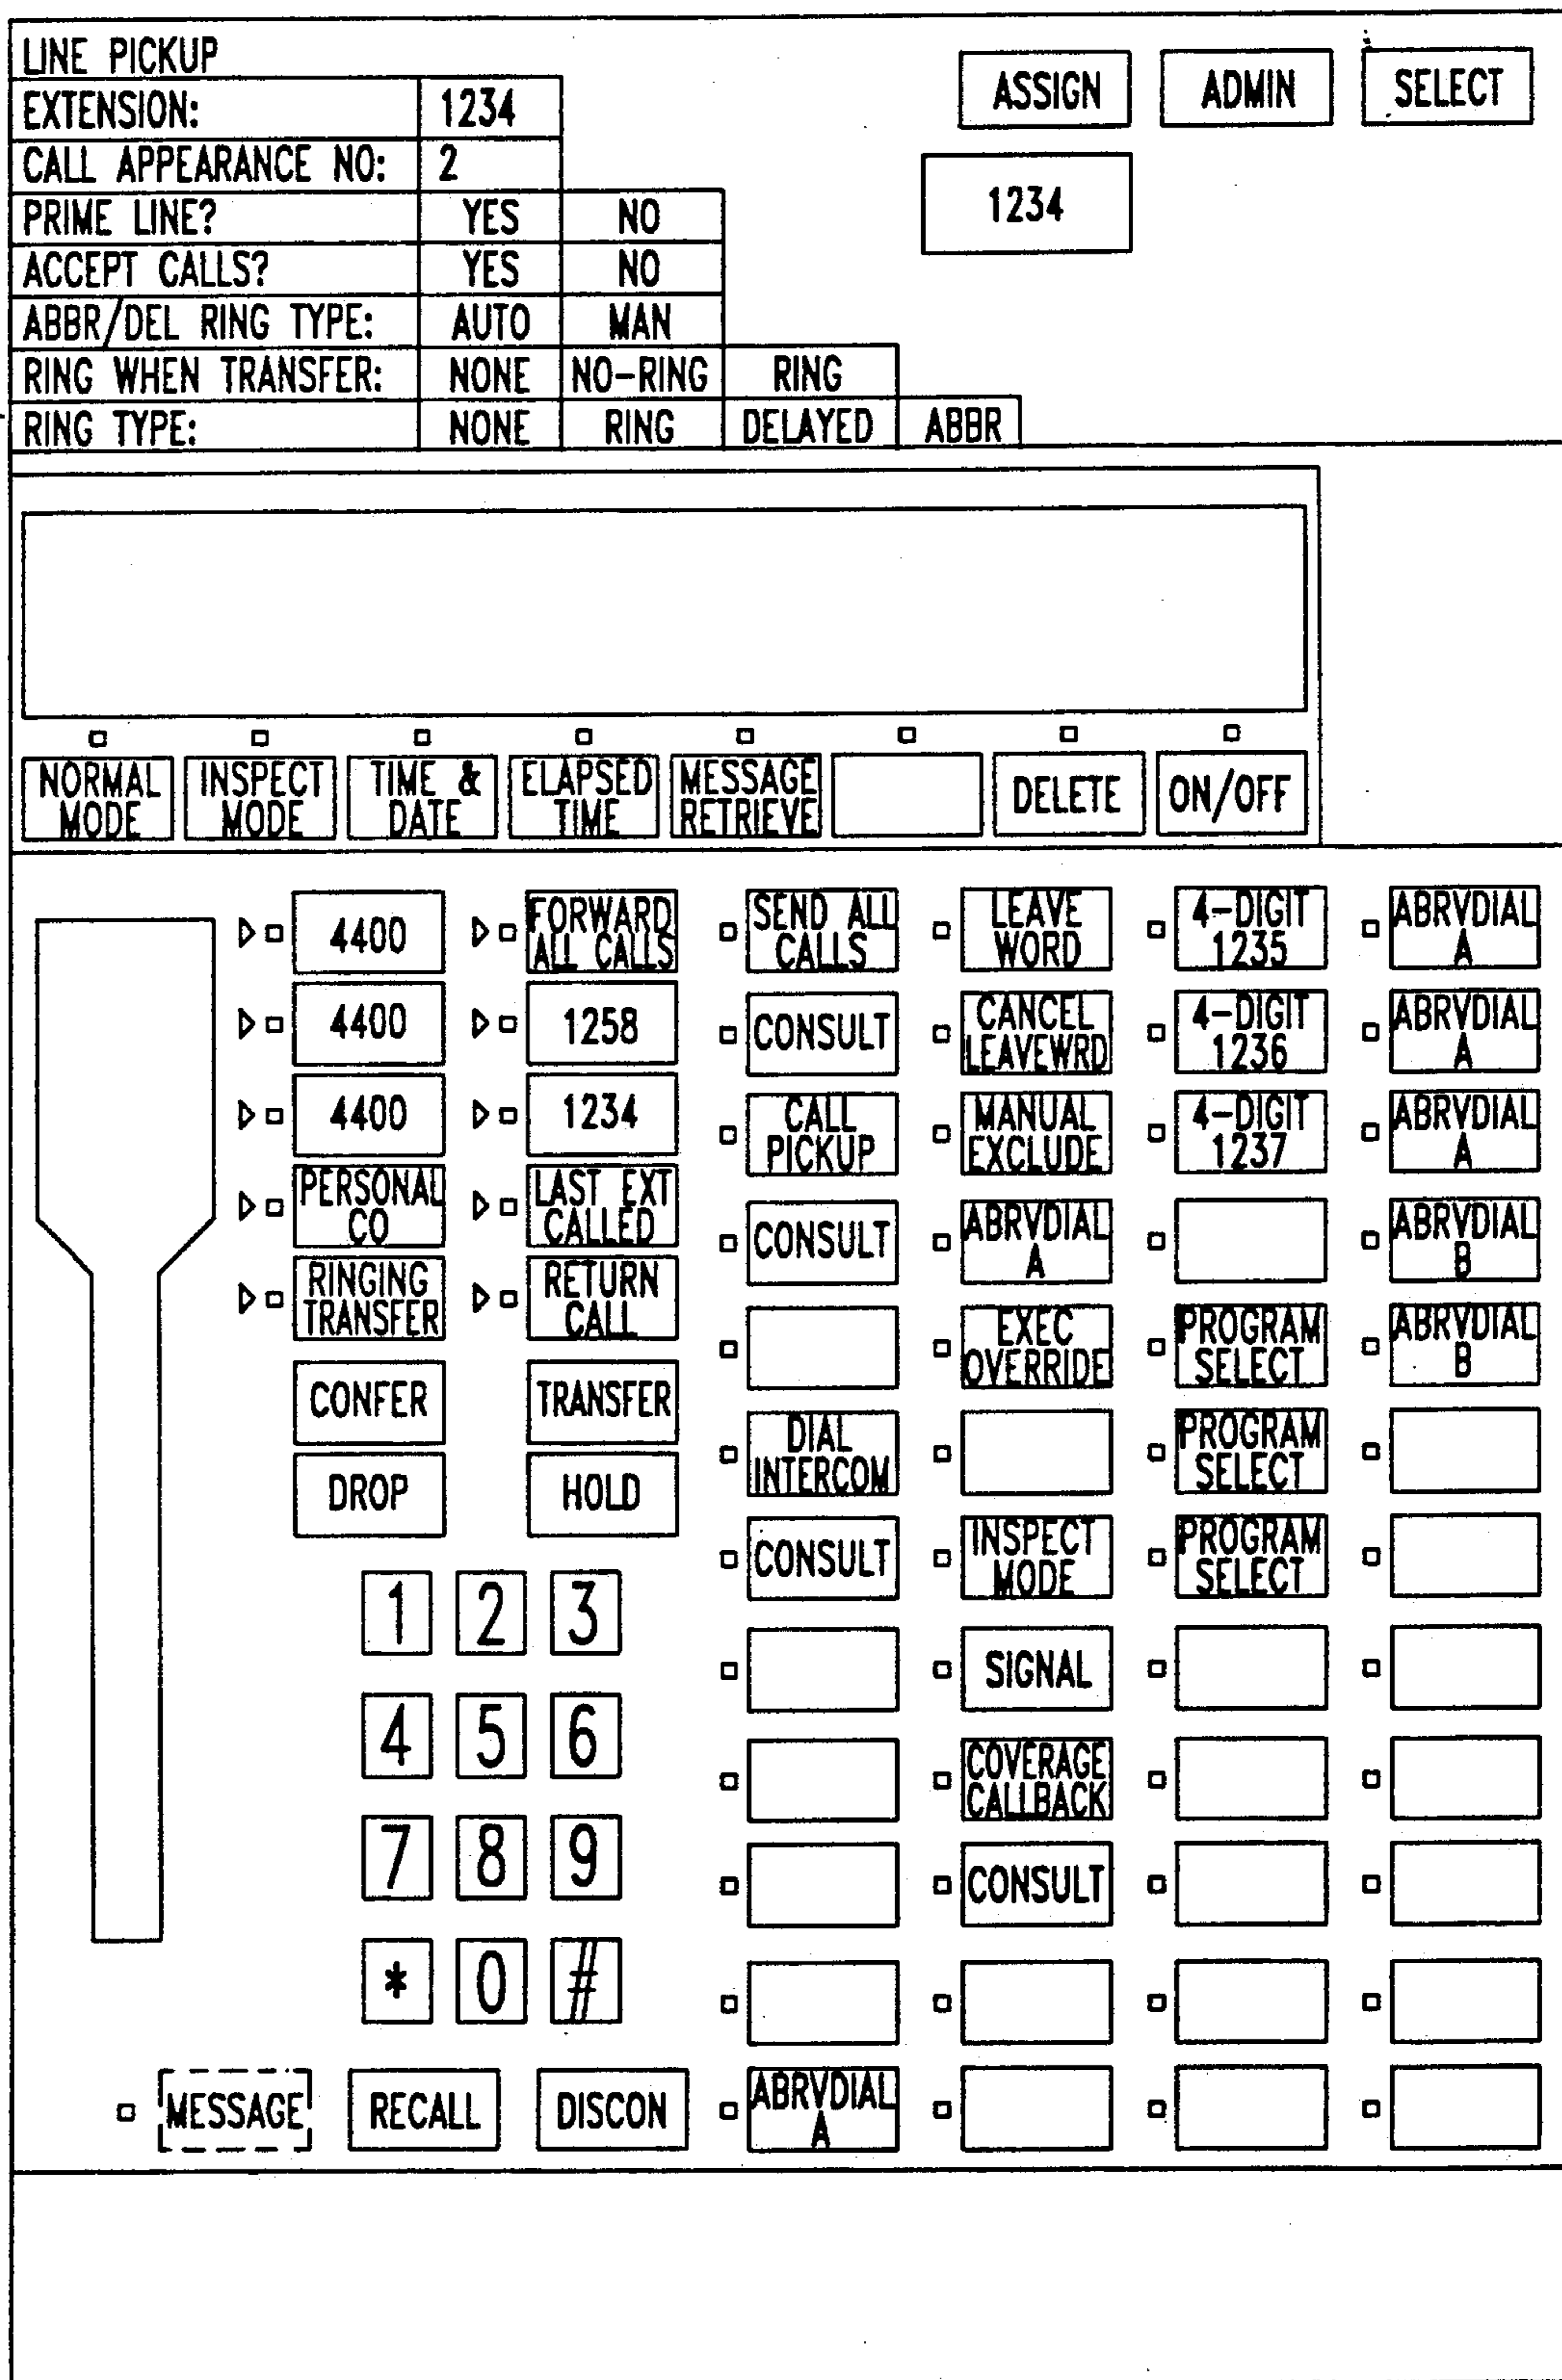 LINE PICKUP
ASSIGN ADMIN SELECT
EXTENSION: 1234
CALL APPEARANCE NO: 2
1234
PRIME LINE? YES NO
ACCEPT CALLS? YES NO
ABBR/DEL RING TYPE: AUTO MAN
RING WHEN TRANSFER: NONE NO-RING RING
RING TYPE: NONE RING DELAYED ABBR
NORMAL MODE
INSPECT MODE
TIME & DATE
ELAPSED TIME
MESSAGE RETRIEVE
DELETE
ON/OFF
4400
FORWARD ALL CALLS
4400
1258
4400
1234
PERSONAL CO
LAST EXT CALLED
RINGING TRANSFER
RETURN CALL
CONFER
TRANSFER
DROP
HOLD
1 2 3
4 5 6
7 8 9
* 0 #
MESSAGE
RECALL
DISCON
SEND ALL CALLS
CONSULT
CALL PICKUP
CONSULT
DIAL INTERCOM
CONSULT
ABRVDIAL A
LEAVE WORD
CANCEL LEAVEWRD
MANUAL EXCLUDE
ABRVDIAL A
EXEC OVERRIDE
INSPECT MODE
SIGNAL
COVERAGE CALLBACK
CONSULT
4-DIGIT 1235
4-DIGIT 1236
4-DIGIT 1237
PROGRAM SELECT
PROGRAM SELECT
PROGRAM SELECT
ABRVDIAL A
ABRVDIAL A
ABRVDIAL A
ABRVDIAL B
ABRVDIAL B